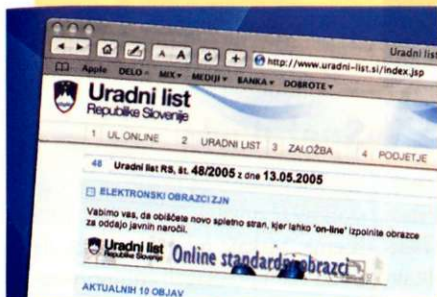 Uradni list
http://www.uradni-list.si/index.jsp
A A C +
Apple DELO MIX MEDIJI BANKA DOBROTE
Uradni list
Republike Slovenije
1 UL ONLINE 2 URADNI LIST 3 ZALOŽBA 4 PODJETJE
48 Uradni list RS, št. 48/2005 z dne 13.05.2005
ELEKTRONSKI OBRAZCI ZJN
Vabimo vas, da obiščete novo spletno stran, kjer lahko 'on-line' izpolnite obrazce
za oddajo javnih naročil.
Uradni list
Republike Slovenije
Online standardni obrazci
AKTUALNIH 10 OBJAV